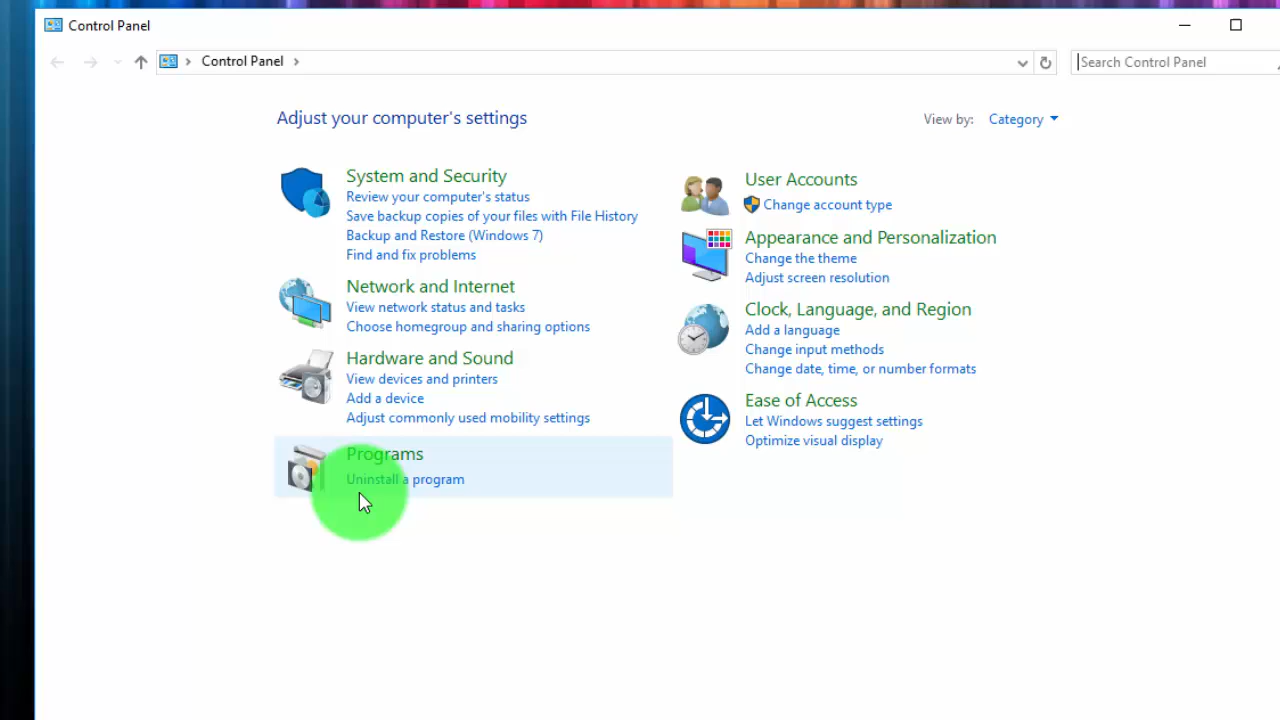 Control Panel
Control Panel
Search Control Panel
Adjust your computer's settings
View by: Category
System and Security
Review your computer's status
Save backup copies of your files with File History
Backup and Restore (Windows 7)
Find and fix problems
Network and Internet
View network status and tasks
Choose homegroup and sharing options
Hardware and Sound
View devices and printers
Add a device
Adjust commonly used mobility settings
Programs
Uninstall a program
User Accounts
Change account type
Appearance and Personalization
Change the theme
Adjust screen resolution
Clock, Language, and Region
Add a language
Change input methods
Change date, time, or number formats
Ease of Access
Let Windows suggest settings
Optimize visual display